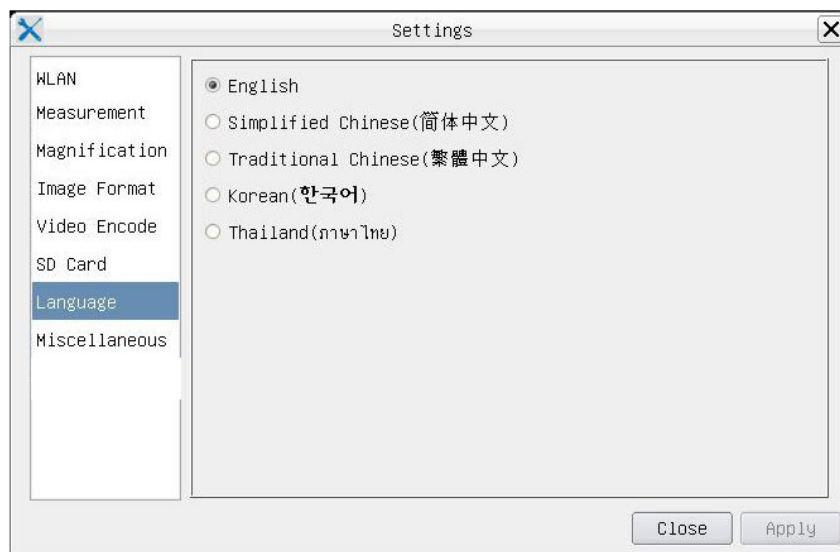 Settings
WLAN
Measurement
Magnification
Image Format
Video Encode
SD Card
Language
Miscellaneous
English
Simplified Chinese(简体中文)
Traditional Chinese(繁體中文)
Korean(한국어)
Thailand(ภาษาไทย)
Close
Apply